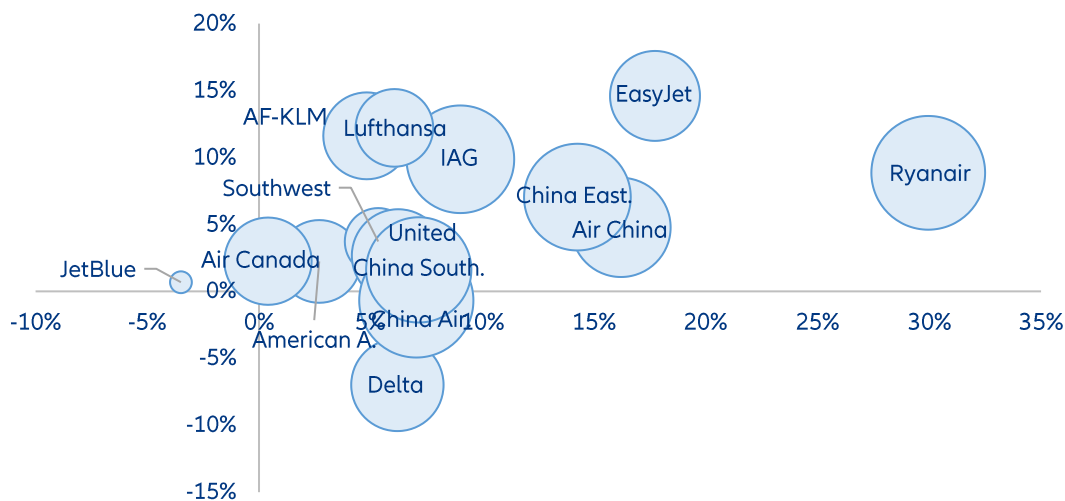 20%
15%
EasyJet
AF-KLM
Lufthansa
10%
IAG
Ryanair
Southwest
China East.
5%
United
Air China
JetBlue
Air Canada
China South.
0%
-10%
-5%
0%
5%
China Air
10%
15%
20%
25%
30%
35%
American A.
-5%
Delta
-10%
-15%